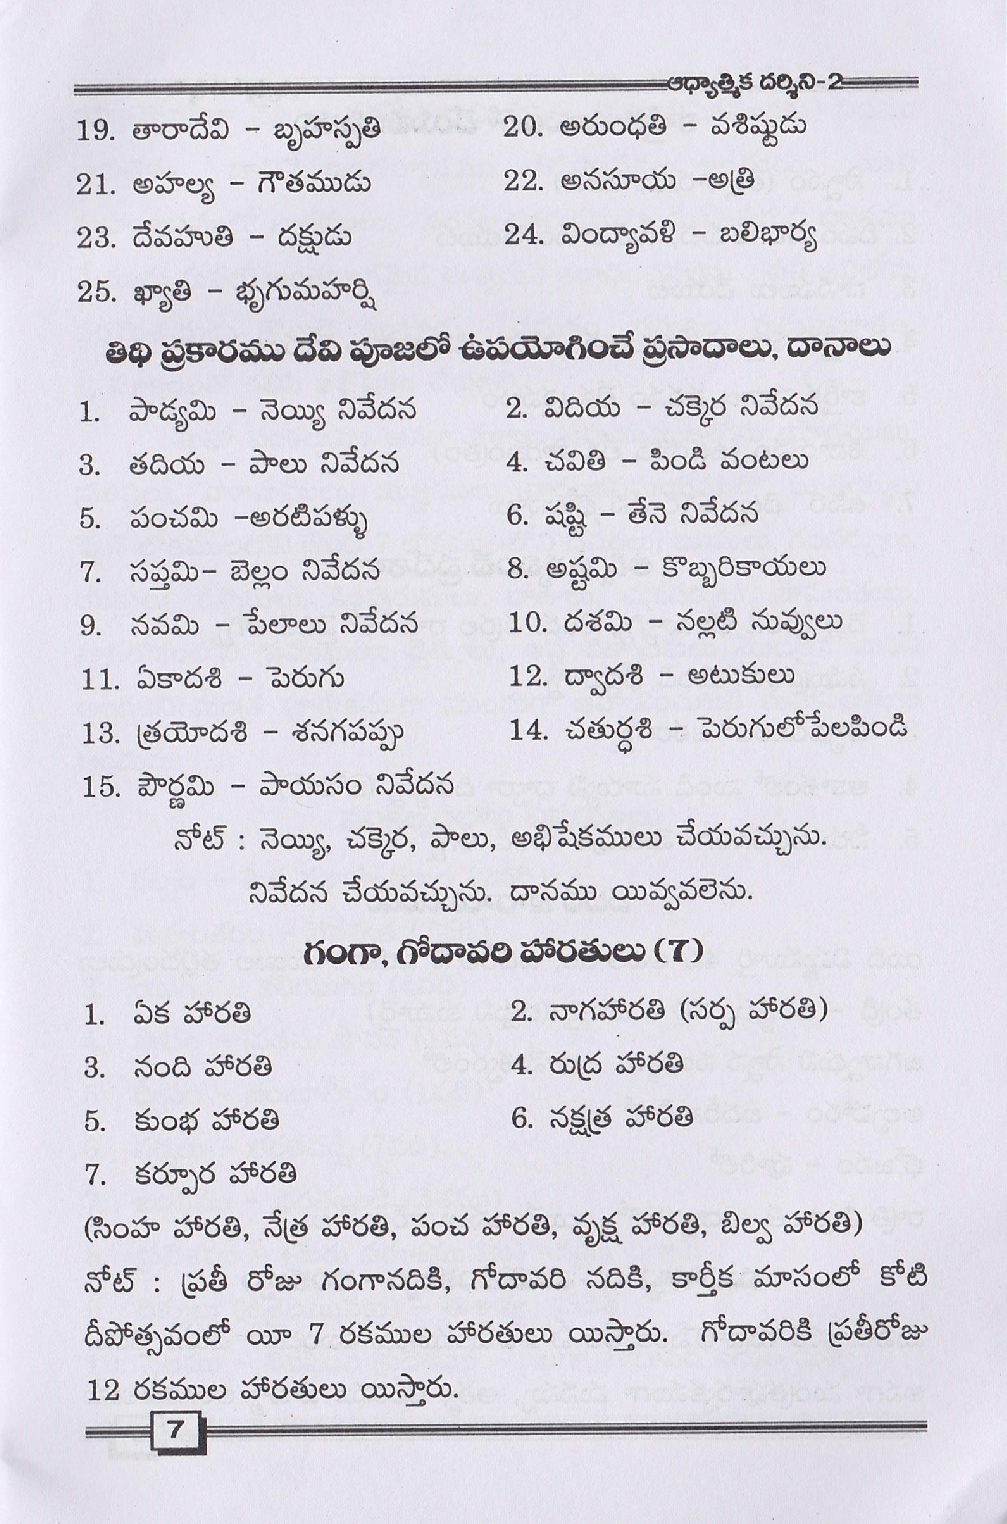 ఆధ్యాత్మిక దర్శిని-2
19. తారాదేవి - బృహస్పతి 20. అరుంధతి - వశిష్టుడు
21. అహల్య - గౌతముడు 22. అనసూయ -అత్రి
23. దేవహుతి - దక్షుడు 24. వింద్యావళి - బలిభార్య
25. ఖ్యాతి - భృగుమహర్షి
తిథి ప్రకారము దేవి పూజలో ఉపయోగించే ప్రసాదాలు, దానాలు
1. పాడ్యమి - నెయ్యి నివేదన 2. విదియ - చక్కెర నివేదన
3. తదియ - పాలు నివేదన 4. చవితి - పిండి వంటలు
5. పంచమి -అరటిపళ్ళు 6. షష్టి - తేనె నివేదన
7. సప్తమి- బెల్లం నివేదన 8. అష్టమి - కొబ్బరికాయలు
9. నవమి - పేలాలు నివేదన 10. దశమి - నల్లటి నువ్వులు
11. ఏకాదశి - పెరుగు 12. ద్వాదశి - అటుకులు
13. త్రయోదశి - శనగపప్పు 14. చతుర్ధశి - పెరుగులోపేలపిండి
15. పౌర్ణమి - పాయసం నివేదన
నోట్ : నెయ్యి, చక్కెర, పాలు, అభిషేకములు చేయవచ్చును.
నివేదన చేయవచ్చును. దానము యివ్వవలెను.
గంగా, గోదావరి హారతులు (7)
1. ఏక హారతి 2. నాగహారతి (సర్ప హారతి)
3. నంది హారతి 4. రుద్ర హారతి
5. కుంభ హారతి 6. నక్షత్ర హారతి
7. కర్పూర హారతి
(సింహ హారతి, నేత్ర హారతి, పంచ హారతి, వృక్ష హారతి, బిల్వ హారతి)
నోట్ : ప్రతీ రోజు గంగానదికి, గోదావరి నదికి, కార్తీక మాసంలో కోటి
దీపోత్సవంలో యీ 7 రకముల హారతులు యిస్తారు. గోదావరికి ప్రతీరోజు
12 రకముల హారతులు యిస్తారు.
7